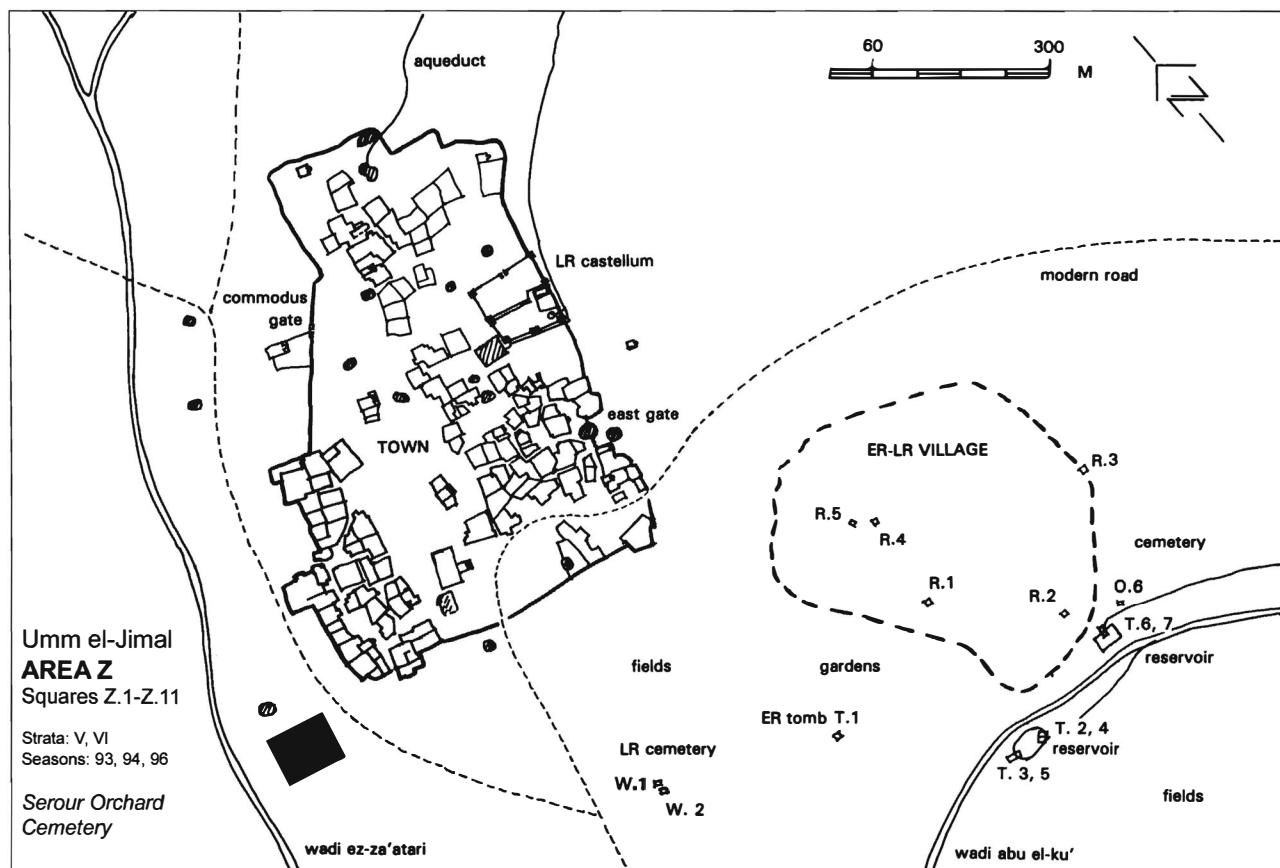 aqueduct
60 300
M
LR castellum
commodus
gate
modern road
east gate
TOWN
ER-LR VILLAGE
R.3
R.5
R.4
cemetery
R.1
R.2
O.6
T.6, 7
reservoir
Umm el-Jimal
AREA Z
Squares Z.1-Z.11
Strata: V, VI
Seasons: 93, 94, 96
Serour Orchard
Cemetery
fields
gardens
ER tomb T.1
LR cemetery
W.1
W. 2
T. 2, 4
reservoir
T. 3, 5
fields
wadi ez-za'atari
wadi abu el-ku'